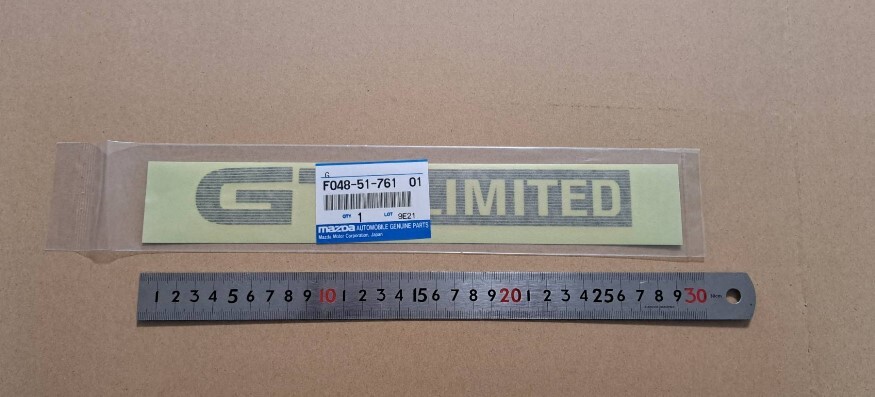 G
F048-51-761 01
QTY 1 LOT 9E21
mazDa AUTOMOBILE GENUINE PARTS
Mazda Motor Corporation, Japan
LIMITED
1 2 3 4 5 6 7 8 9 10 1 2 3 4 15 6 7 8 9 20 1 2 3 4 25 6 7 8 9 30